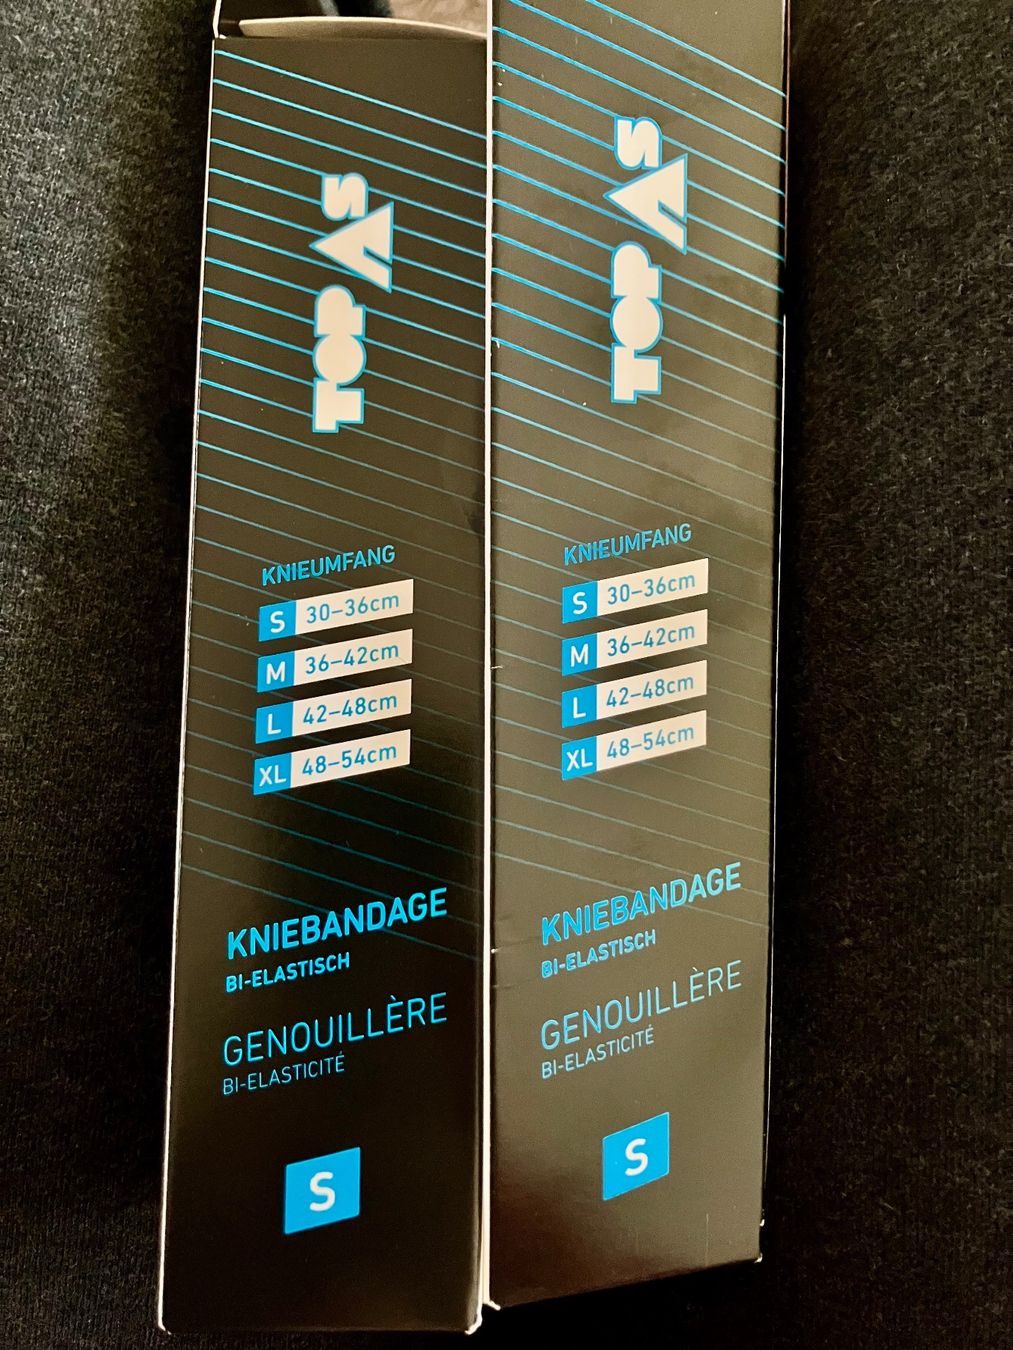 TOP AS
KNIEUMFANG
S 30–36cm
M 36–42cm
L 42–48cm
XL 48–54cm
KNIEBANDAGE
BI-ELASTISCH
GENOUILLÈRE
BI-ELASTICITÉ
S
TOP AS
KNIEUMFANG
S 30–36cm
M 36–42cm
L 42–48cm
XL 48–54cm
KNIEBANDAGE
BI-ELASTISCH
GENOUILLÈRE
BI-ELASTICITÉ
S